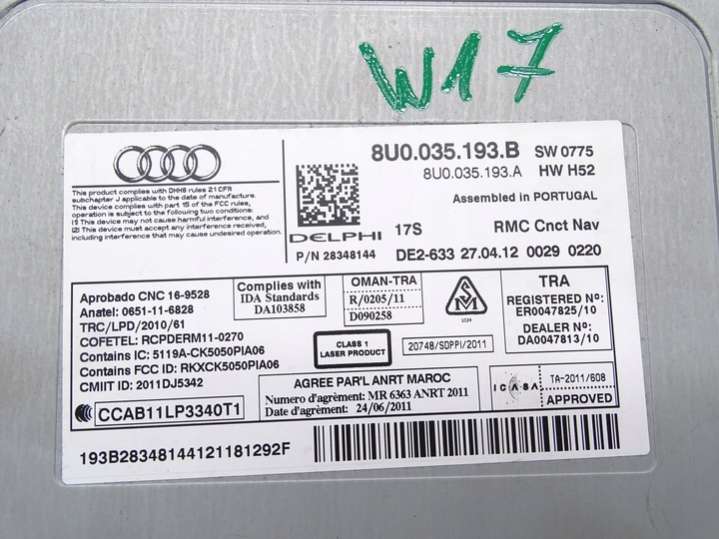 W17
8U0.035.193.B SW 0775
8U0.035.193.A HW H52
Assembled in PORTUGAL
This product complies with DHHS rules 21 CFR
subchapter J applicable to the date of manufacture.
This device complies with part 15 of the FCC rules,
operation is subject to the following two conditions:
(1) This device may not cause harmful interference, and
(2) This device must accept any interference received,
including interference that may cause undesired operation
DELPHI 17S RMC Cnct Nav
P/N 28348144 DE2-633 27.04.12 0029 0220
Aprobado CNC 16-9528
Anatel: 0651-11-6828
TRC/LPD/2010/61
COFETEL: RCPDERM11-0270
Contains IC: 5119A-CK5050PIA06
Contains FCC ID: RKXCK5050PIA06
CMIIT ID: 2011DJ5342
CCAB11LP3340T1
Complies with
IDA Standards
DA103858
OMAN-TRA
R/0205/11
D090258
TRA
REGISTERED Nº:
ER0047825/10
DEALER Nº:
DA0047813/10
CLASS 1
LASER PRODUCT
20748/SDPPI/2011
AGREE PAR'L ANRT MAROC
Numero d'agrément: MR 6363 ANRT 2011
Date d'agrément: 24/06/2011
ICASA
TA-2011/608
APPROVED
193B28348144121181292F